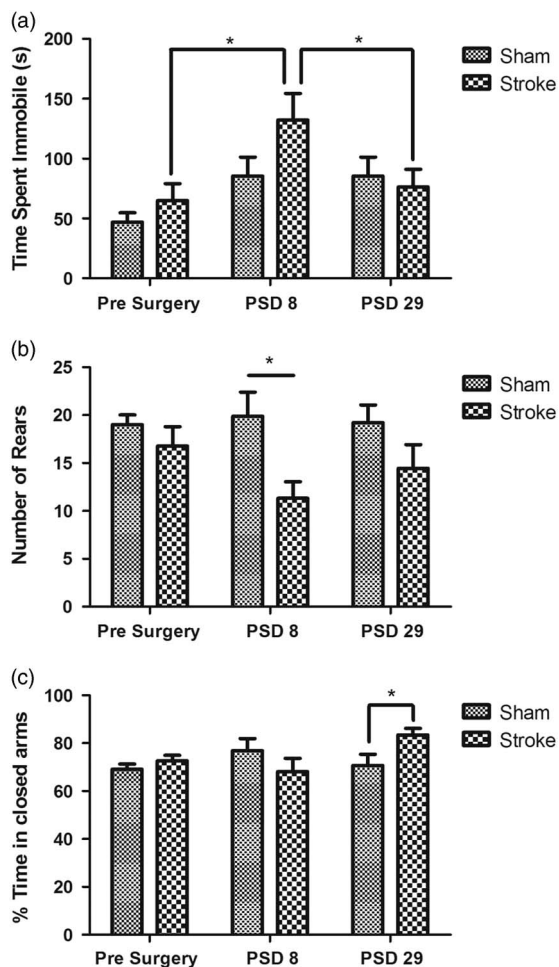 (a)
200
150
100
50
0
Time Spent Immobile (s)
*
*
Sham
Stroke
Pre Surgery
PSD 8
PSD 29
(b)
25
20
15
10
5
0
Number of Rears
*
Sham
Stroke
Pre Surgery
PSD 8
PSD 29
(c)
100
80
60
40
20
0
% Time in closed arms
*
Sham
Stroke
Pre Surgery
PSD 8
PSD 29